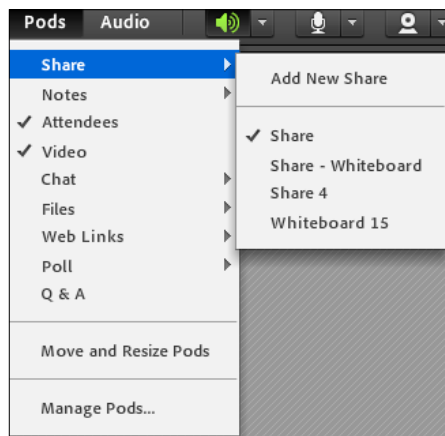 Pods Audio
Share
Notes
Attendees
Video
Chat
Files
Web Links
Poll
Q & A
Move and Resize Pods
Manage Pods...
Add New Share
Share
Share - Whiteboard
Share 4
Whiteboard 15